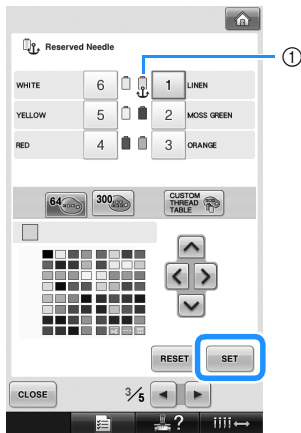 Reserved Needle
①
WHITE 6 1 LINEN
YELLOW 5 2 MOSS GREEN
RED 4 3 ORANGE
64 300 CUSTOM
THREAD
TABLE
RESET SET
CLOSE 3/5
?